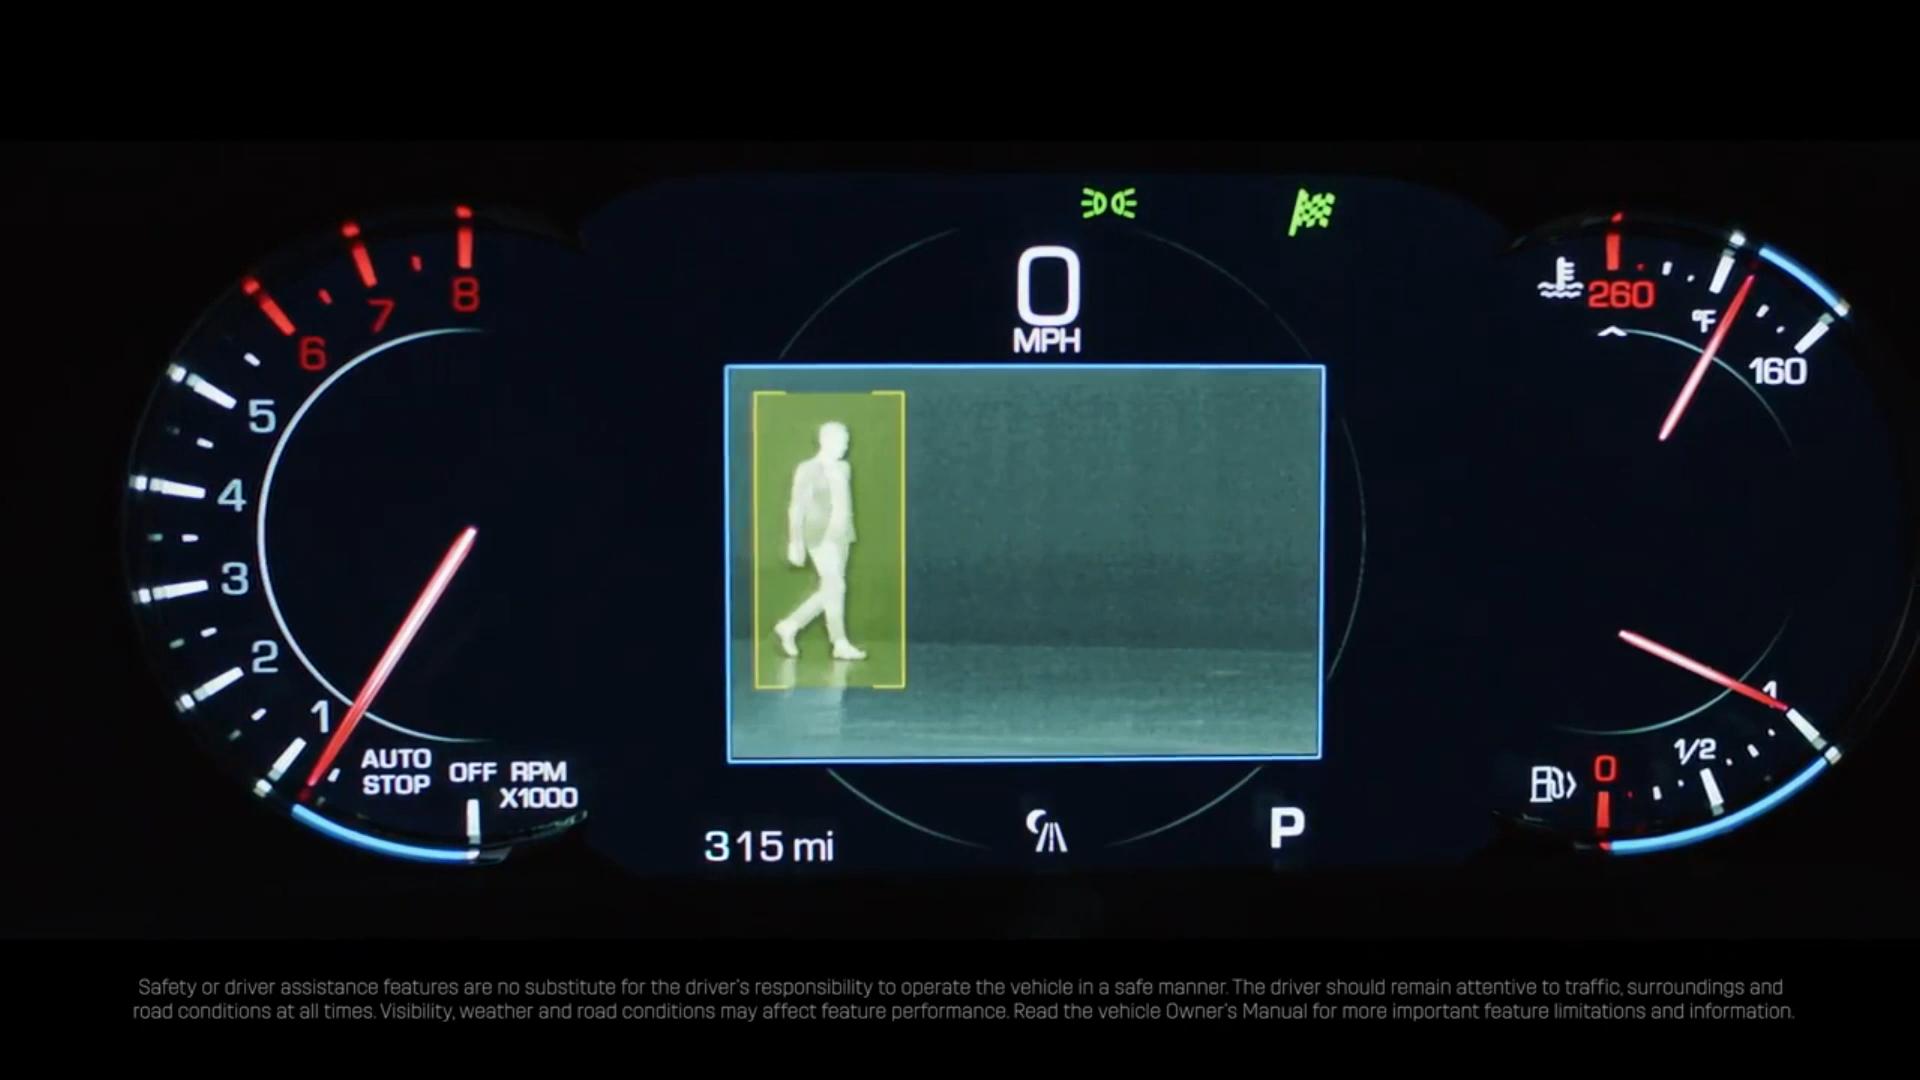 0
MPH
8
7
6
5
4
3
2
1
AUTO
STOP
OFF
RPM
X1000
260
°F
160
315 mi
P
1
1/2
0
Safety or driver assistance features are no substitute for the driver's responsibility to operate the vehicle in a safe manner. The driver should remain attentive to traffic, surroundings and
road conditions at all times. Visibility, weather and road conditions may affect feature performance. Read the vehicle Owner's Manual for more important feature limitations and information.